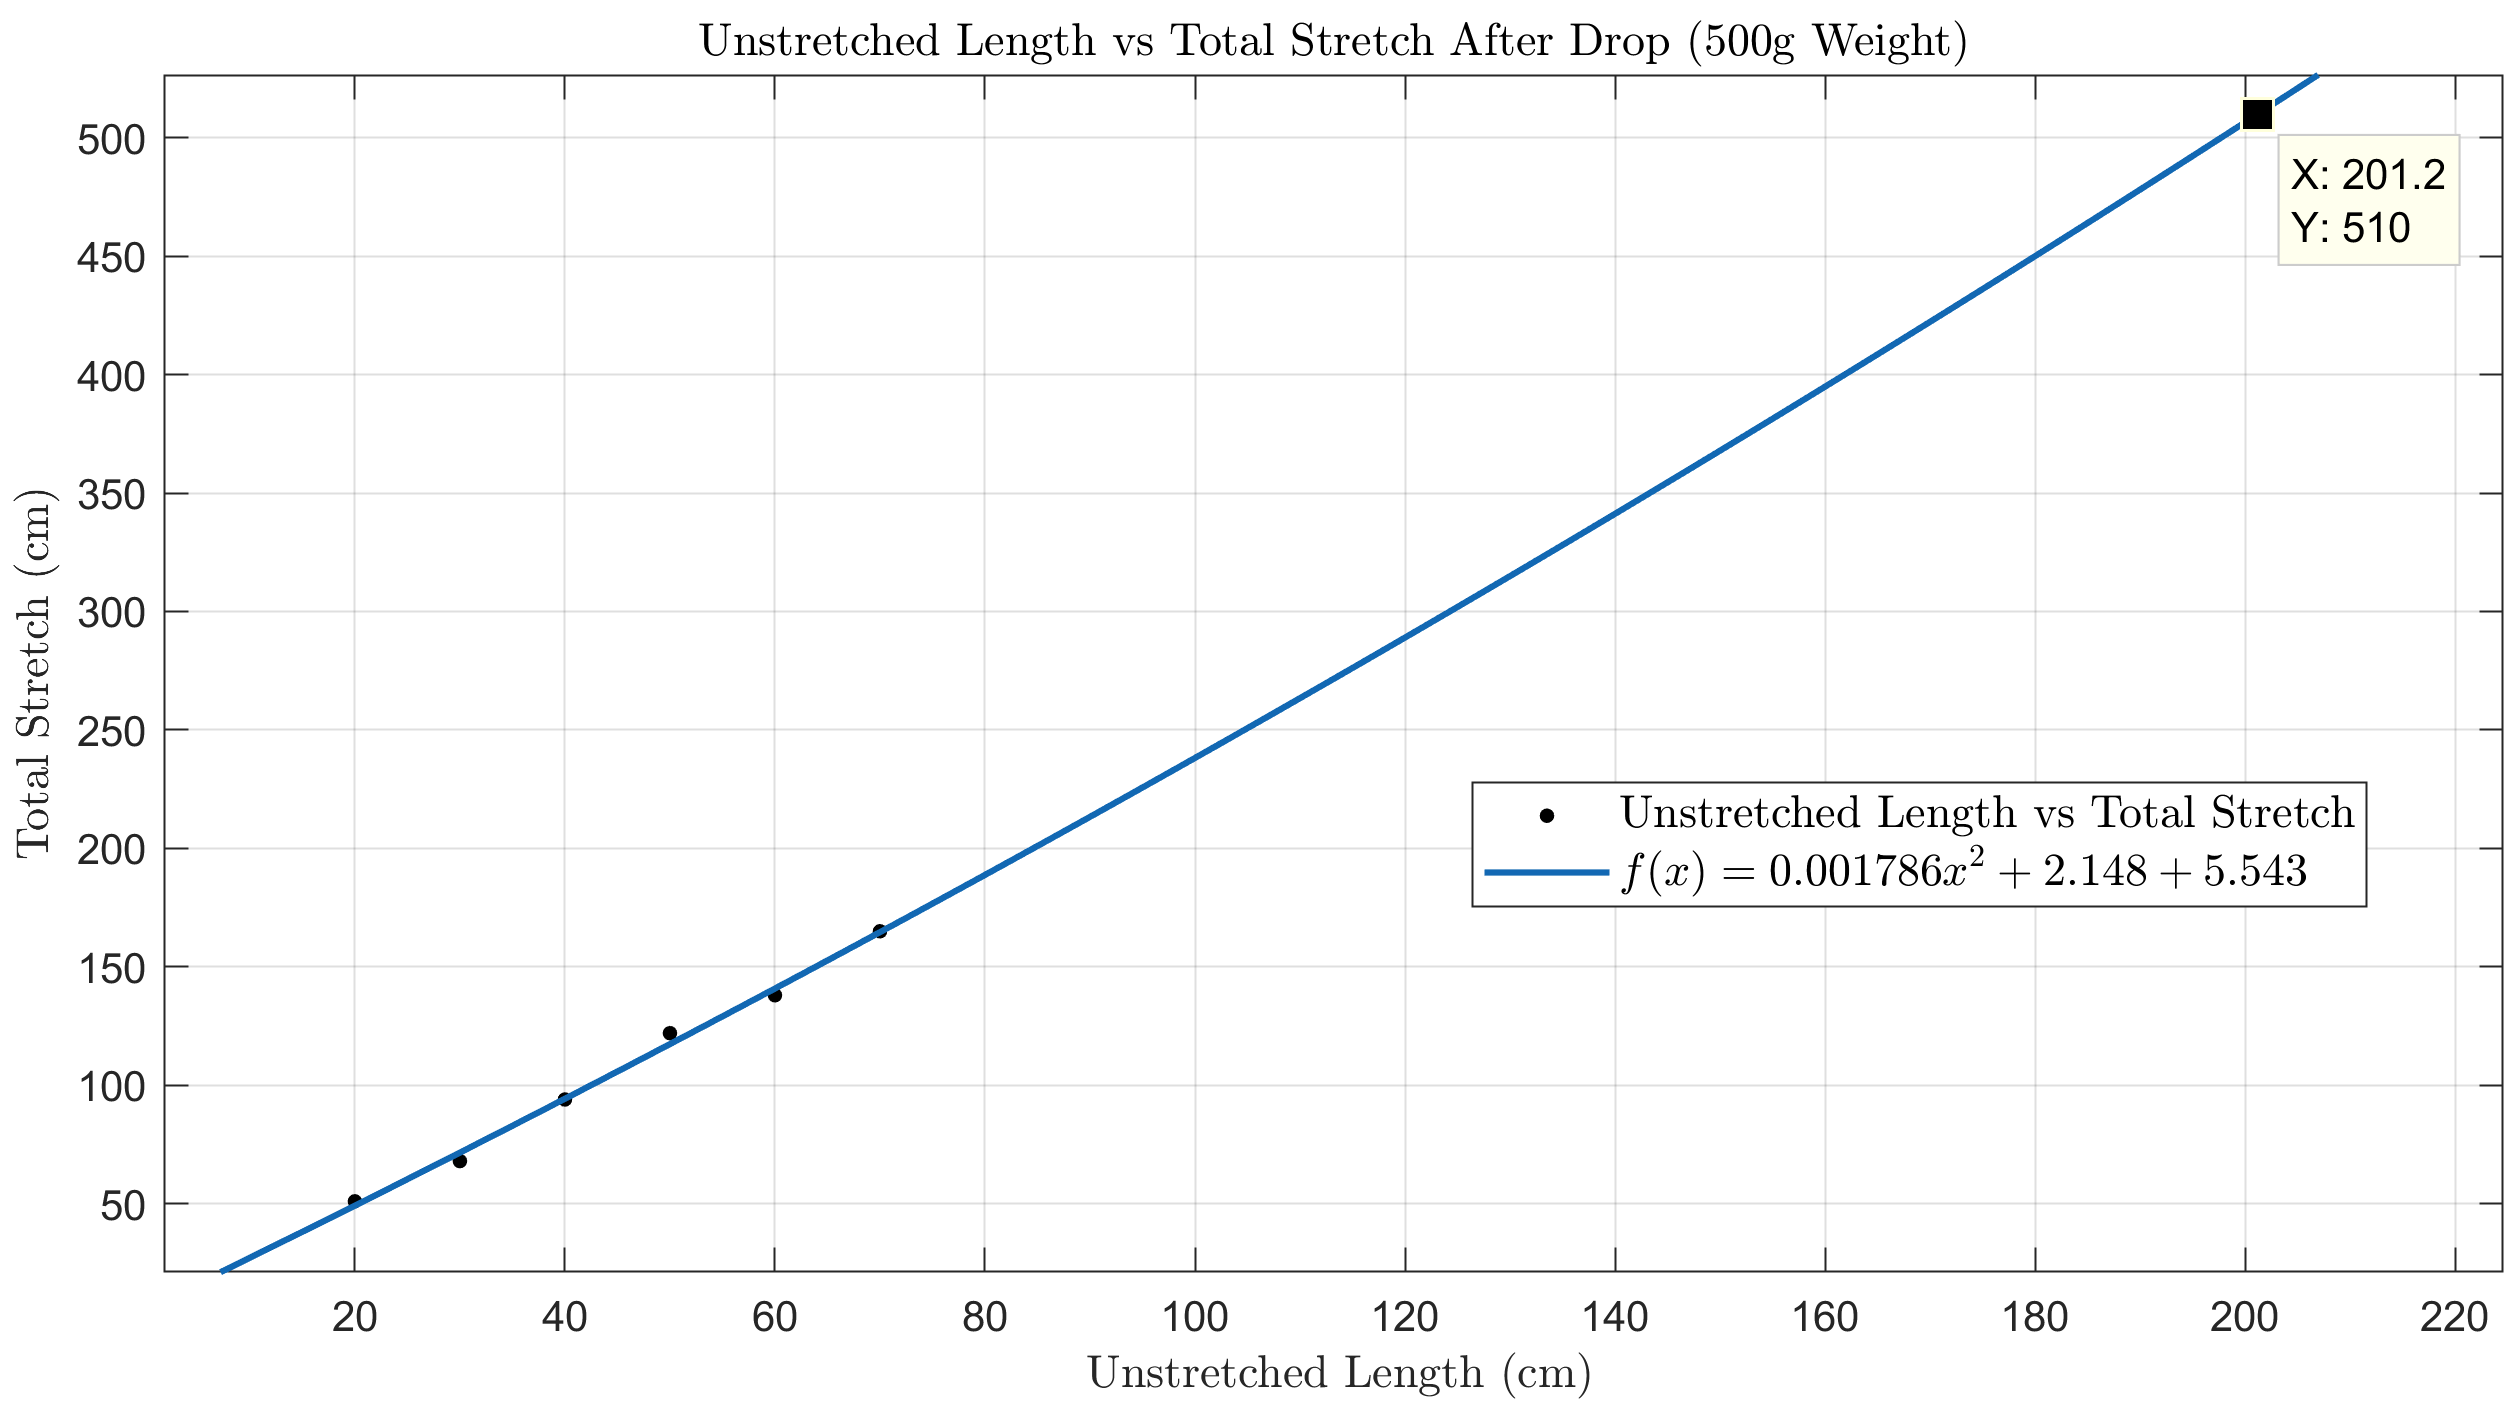 Unstretched Length vs Total Stretch After Drop (500g Weight)
500
450
400
350
300
250
200
150
100
50
Total Stretch (cm)
X: 201.2
Y: 510
Unstretched Length vs Total Stretch
f(x) = 0.001786x² + 2.148 + 5.543
20 40 60 80 100 120 140 160 180 200 220
Unstretched Length (cm)